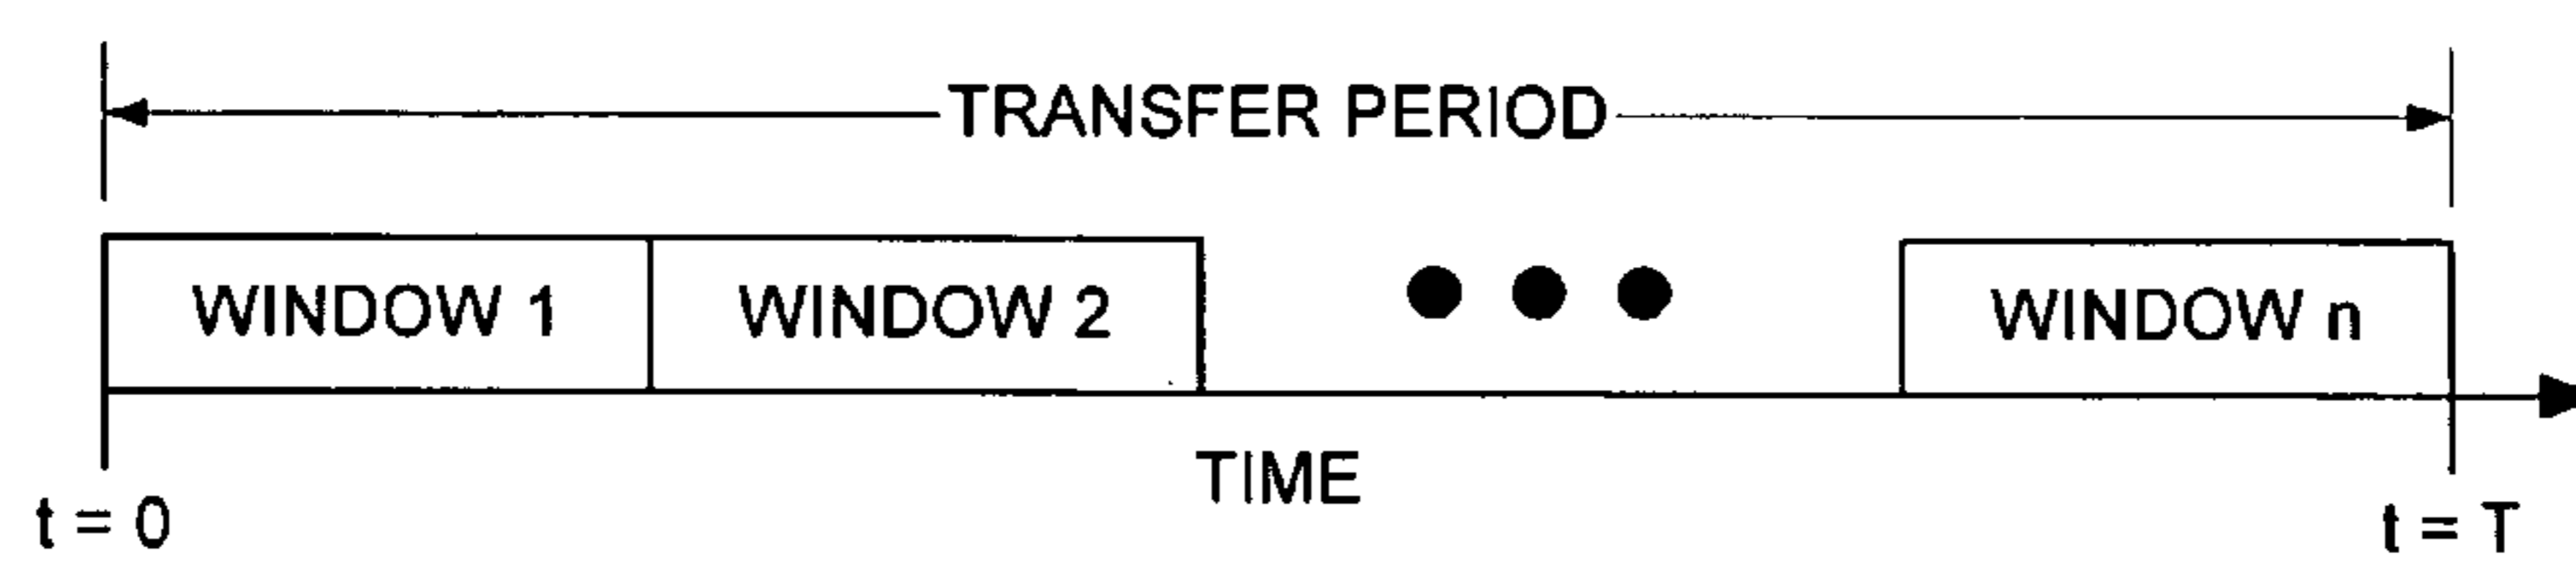 TRANSFER PERIOD
WINDOW 1
WINDOW 2
WINDOW n
TIME
t = 0
t = T